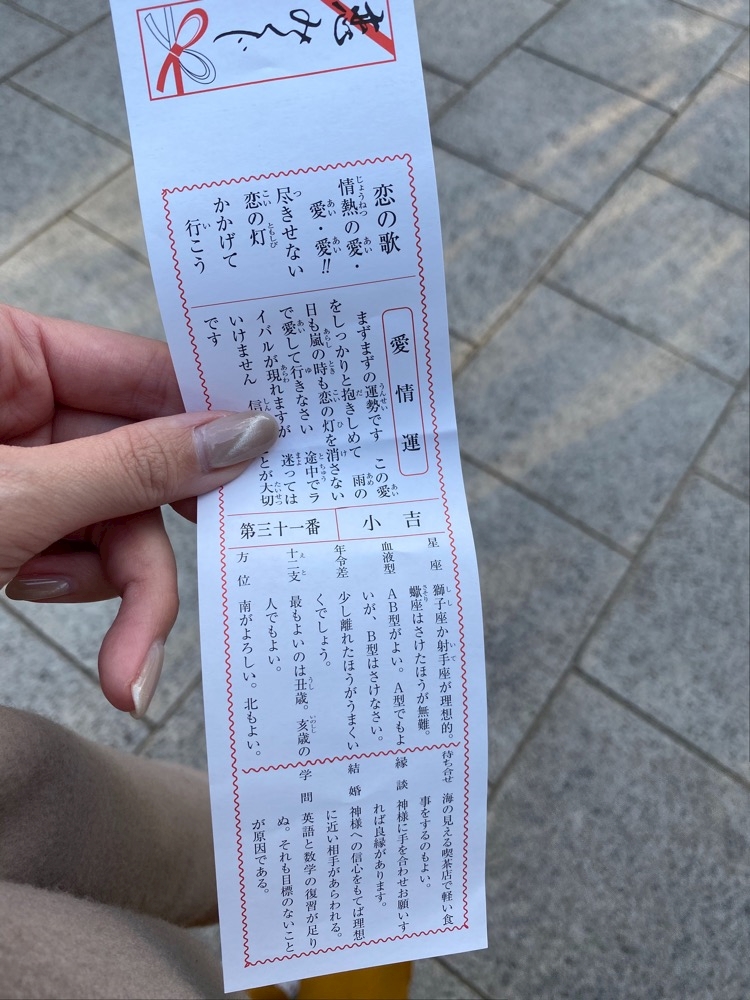 恋みくじ
恋の歌
情熱の愛・
愛・愛!!
尽きせない
恋の灯
かかげて
行こう
愛情運
まずまずの運勢です この愛
をしっかりと抱きしめて 雨の
日も嵐の時も恋の灯を消さない
で愛して行きなさい 途中でラ
イバルが現れますが 迷っては
いけません 信 とが大切
です
小吉
第三十一番
星座 獅子座か射手座が理想的。
蠍座はさけたほうが無難。
血液型 AB型がよい。A型でもよ
いが、B型はさけなさい。
年令差 少し離れたほうがうまくい
くでしょう。
十二支 最もよいのは丑歳。亥歳の
人でもよい。
方位 南がよろしい。北もよい。
待ち合せ 海の見える喫茶店で軽い食
事をするのもよい。
縁談 神様に手を合わせお願いす
れば良縁があります。
結婚 神様への信心をもてば理想
に近い相手があらわれる。
学問 英語と数学の復習が足り
ぬ。それも目標のないこと
が原因である。